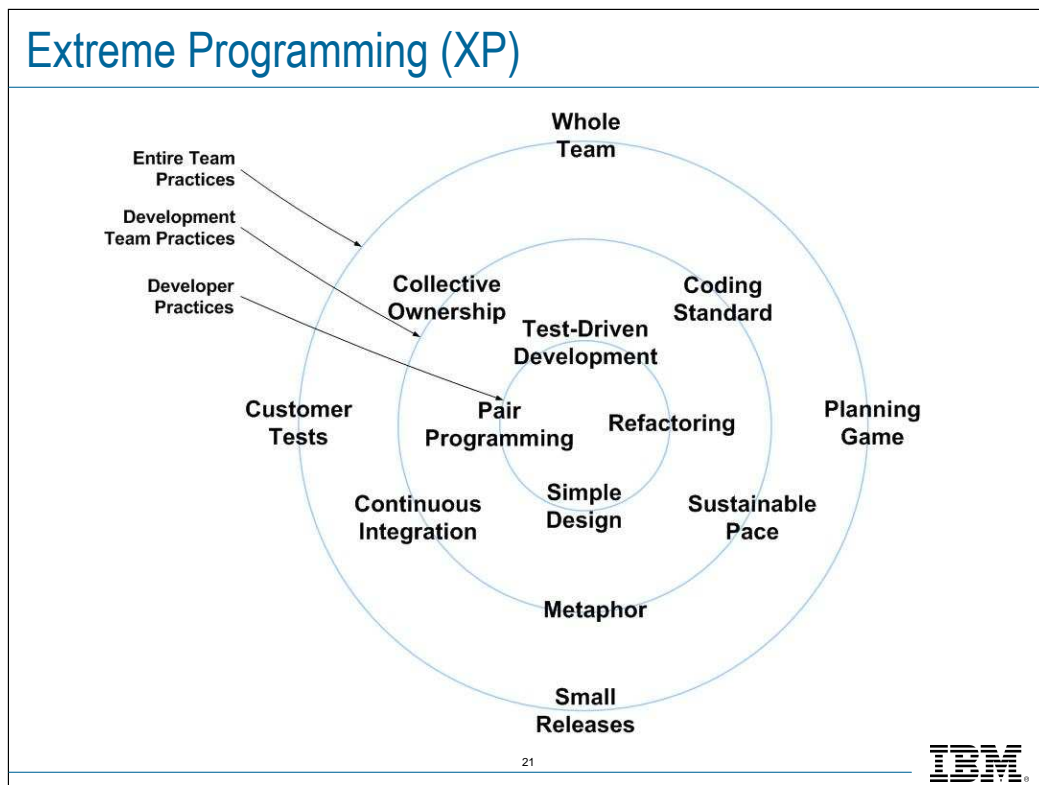 Extreme Programming (XP)
Whole
Team
Entire Team
Practices
Development
Team Practices
Developer
Practices
Collective
Ownership
Coding
Standard
Test-Driven
Development
Customer
Tests
Pair
Programming
Refactoring
Planning
Game
Continuous
Integration
Simple
Design
Sustainable
Pace
Metaphor
Small
Releases
21
IBM®